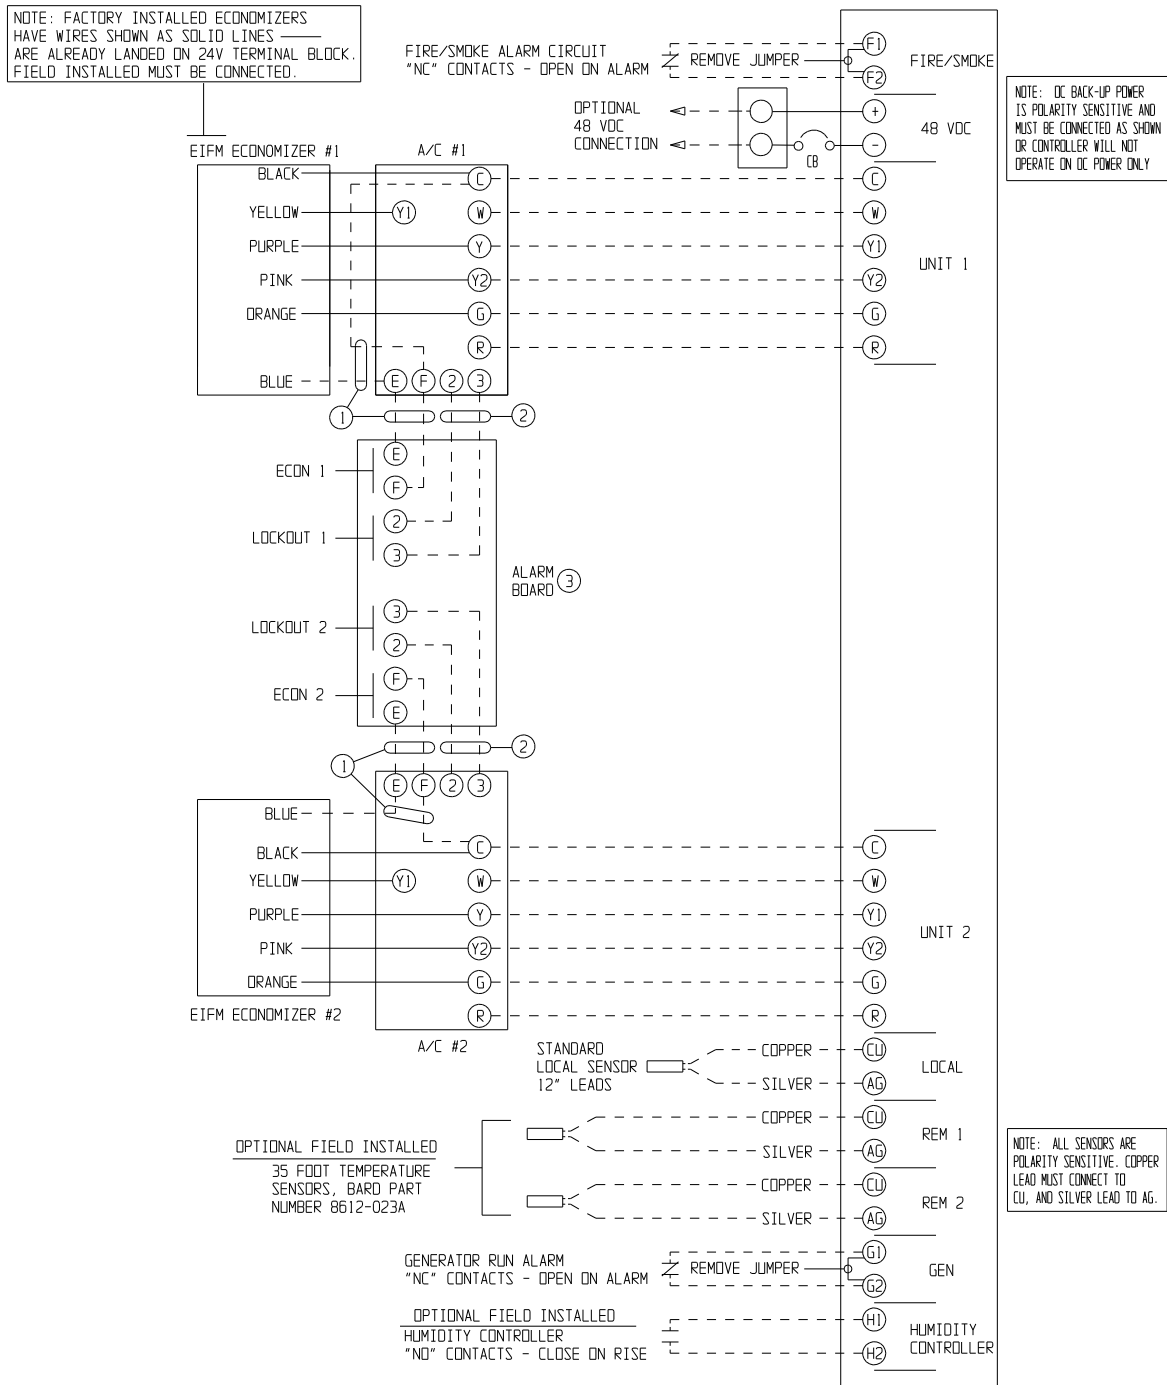 NOTE: FACTORY INSTALLED ECONOMIZERS
HAVE WIRES SHOWN AS SOLID LINES
ARE ALREADY LANDED ON 24V TERMINAL BLOCK.
FIELD INSTALLED MUST BE CONNECTED.
FIRE/SMOKE ALARM CIRCUIT
"NC" CONTACTS - OPEN ON ALARM
REMOVE JUMPER
F1
F2
FIRE/SMOKE
OPTIONAL
48 VDC
CONNECTION
CB
+
-
48 VDC
NOTE: DC BACK-UP POWER
IS POLARITY SENSITIVE AND
MUST BE CONNECTED AS SHOWN
OR CONTROLLER WILL NOT
OPERATE ON DC POWER ONLY
EIFM ECONOMIZER #1
A/C #1
BLACK
C
C
YELLOW
Y1
W
W
PURPLE
Y
Y1
UNIT 1
PINK
Y2
Y2
ORANGE
G
G
R
R
BLUE
E
F
2
3
1
2
ECON 1
E
F
LOCKOUT 1
2
3
ALARM
BOARD
3
LOCKOUT 2
3
2
ECON 2
F
E
2
1
E
F
2
3
BLUE
BLACK
C
C
YELLOW
Y1
W
W
PURPLE
Y
Y1
UNIT 2
PINK
Y2
Y2
ORANGE
G
G
EIFM ECONOMIZER #2
R
R
A/C #2
STANDARD
LOCAL SENSOR
12" LEADS
COPPER
CU
SILVER
AG
LOCAL
OPTIONAL FIELD INSTALLED
35 FOOT TEMPERATURE
SENSORS, BARD PART
NUMBER 8612-023A
COPPER
CU
SILVER
AG
REM 1
COPPER
CU
SILVER
AG
REM 2
NOTE: ALL SENSORS ARE
POLARITY SENSITIVE. COPPER
LEAD MUST CONNECT TO
CU, AND SILVER LEAD TO AG.
GENERATOR RUN ALARM
"NC" CONTACTS - OPEN ON ALARM
REMOVE JUMPER
G1
G2
GEN
OPTIONAL FIELD INSTALLED
HUMIDITY CONTROLLER
"NO" CONTACTS - CLOSE ON RISE
H1
H2
HUMIDITY
CONTROLLER